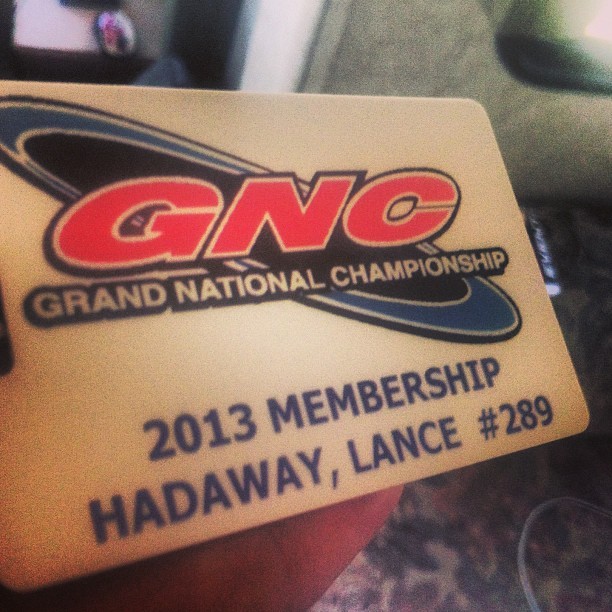 GNC
GRAND NATIONAL CHAMPIONSHIP
2013 MEMBERSHIP
HADAWAY, LANCE #289